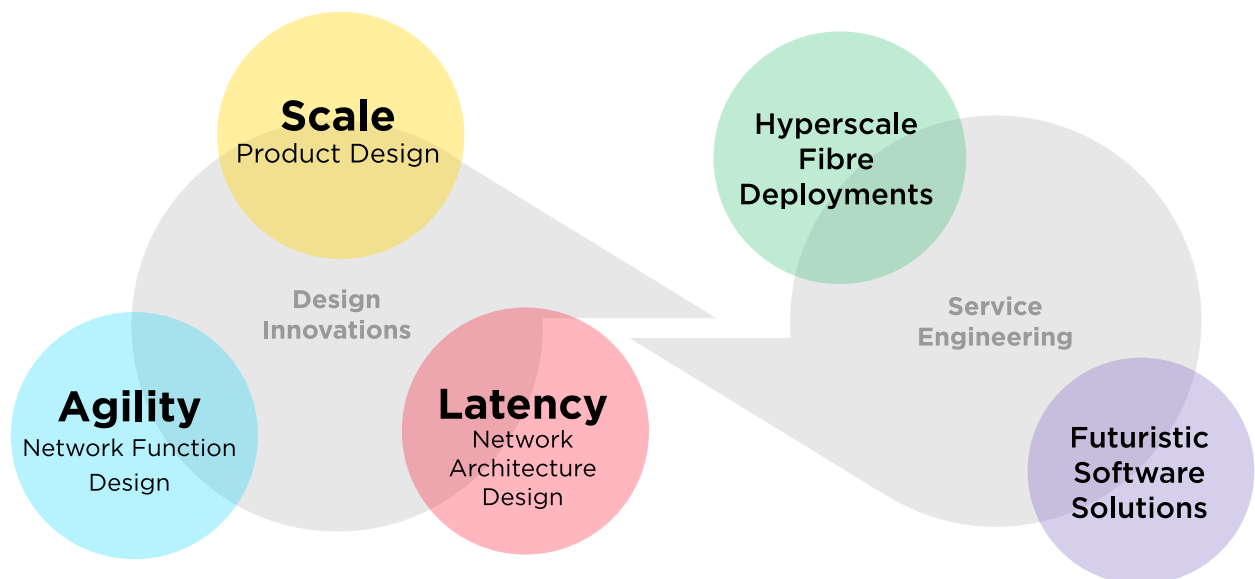 Scale
Product Design
Design
Innovations
Agility
Network Function
Design
Latency
Network
Architecture
Design
Hyperscale
Fibre
Deployments
Service
Engineering
Futuristic
Software
Solutions